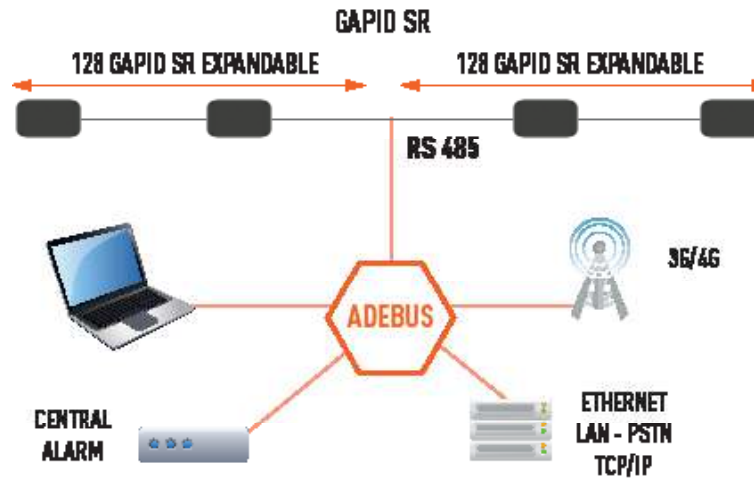 GAPID SR
128 GAPID SR EXPANDABLE
128 GAPID SR EXPANDABLE
RS 485
3G/4G
ADEBUS
CENTRAL
ALARM
ETHERNET
LAN - PSTN
TCP/IP